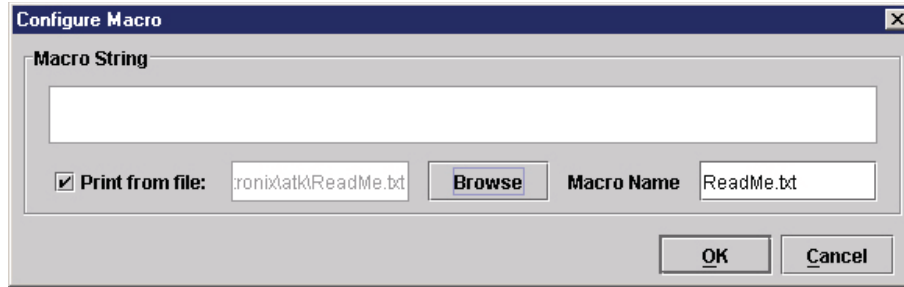 Configure Macro
Macro String
Print from file: :ronix\atk\ReadMe.txt Browse Macro Name ReadMe.txt
OK Cancel